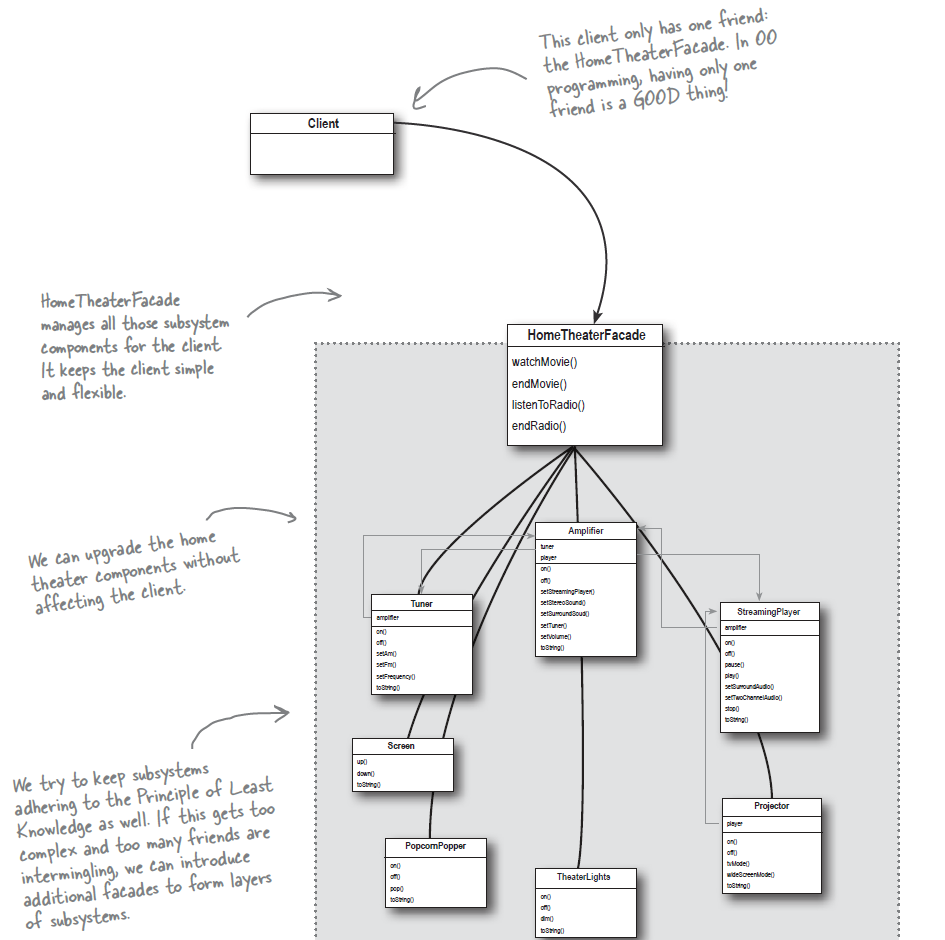 This client only has one friend:
the HomeTheaterFacade. In OO
programming, having only one
friend is a GOOD thing!
Client
HomeTheaterFacade
manages all those subsystem
components for the client.
It keeps the client simple
and flexible.
HomeTheaterFacade
watchMovie()
endMovie()
listenToRadio()
endRadio()
We can upgrade the home
theater components without
affecting the client.
Amplifier
tuner
player
on()
off()
setStreamingPlayer()
setStereoSound()
setSurroundSoud()
setTuner()
setVolume()
toString()
Tuner
amplifier
on()
off()
setAm()
setFm()
setFrequency()
toString()
StreamingPlayer
amplifier
on()
off()
pause()
play()
setSurroundAudio()
setTwoChannelAudio()
stop()
toString()
We try to keep subsystems
adhering to the Principle of Least
Knowledge as well. If this gets too
complex and too many friends are
intermingling, we can introduce
additional facades to form layers
of subsystems.
Screen
up()
down()
toString()
Projector
player
on()
off()
tvMode()
wideScreenMode()
toString()
PopcornPopper
on()
off()
pop()
toString()
TheaterLights
on()
off()
dim()
toString()